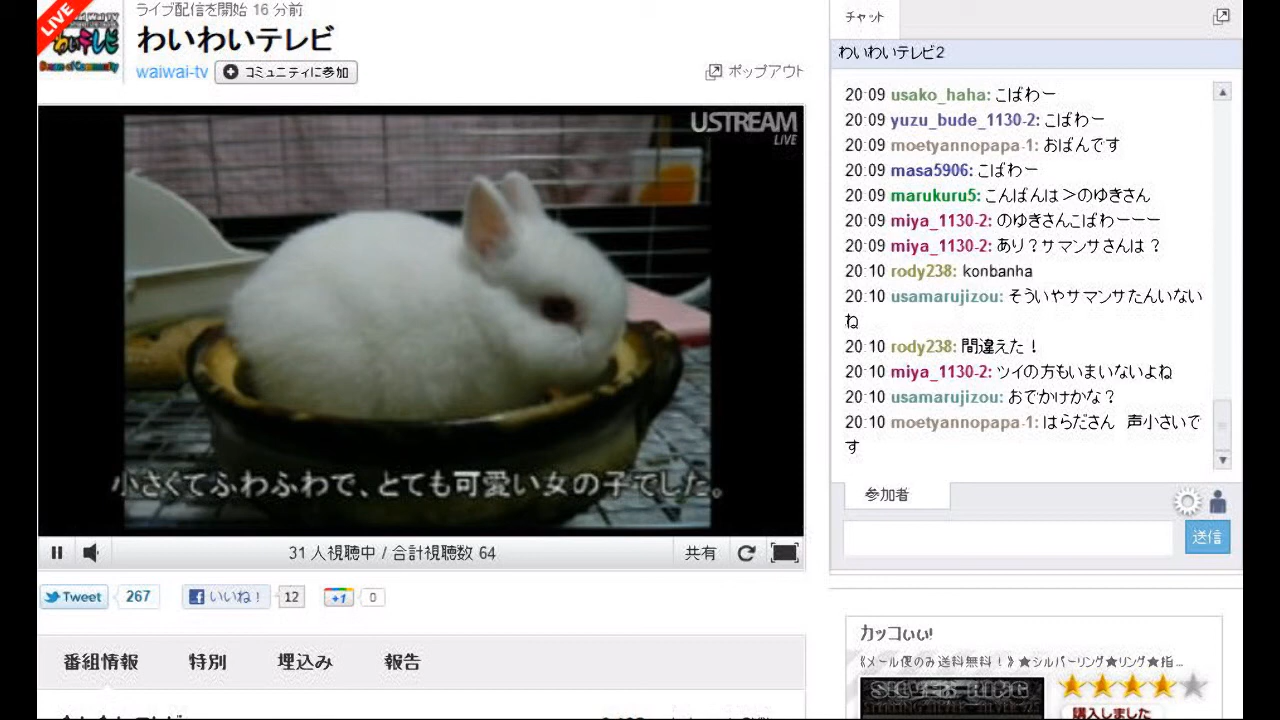 LIVE
ライブ配信を開始 16 分前
わいわいテレビ
waiwai-tv コミュニティに参加
ポップアウト
USTREAM
LIVE
小さくてふわふわで、とても可愛い女の子でした。
31 人視聴中 / 合計視聴数 64
共有
Tweet 267 いいね！ 12 +1 0
番組情報 特別 埋込み 報告
チャット
わいわいテレビ2
20:09 usako_haha: こばわー
20:09 yuzu_bude_1130-2: こばわー
20:09 moetyannopapa-1: おばんです
20:09 masa5906: こばわー
20:09 marukuru5: こんばんは＞のゆきさん
20:09 miya_1130-2: のゆきさんこばわーーー
20:09 miya_1130-2: あり？サマンサさんは？
20:10 rody238: konbanha
20:10 usamarujizou: そういやサマンサたんいない
ね
20:10 rody238: 間違えた！
20:10 miya_1130-2: ツイの方もいまいないよね
20:10 usamarujizou: おでかけかな？
20:10 moetyannopapa-1: はらださん　声小さいで
す
参加者
送信
カッコいい!
《メール便のみ送料無料！》★シルバーリング★リング★指...
SILVER RING
購入しました